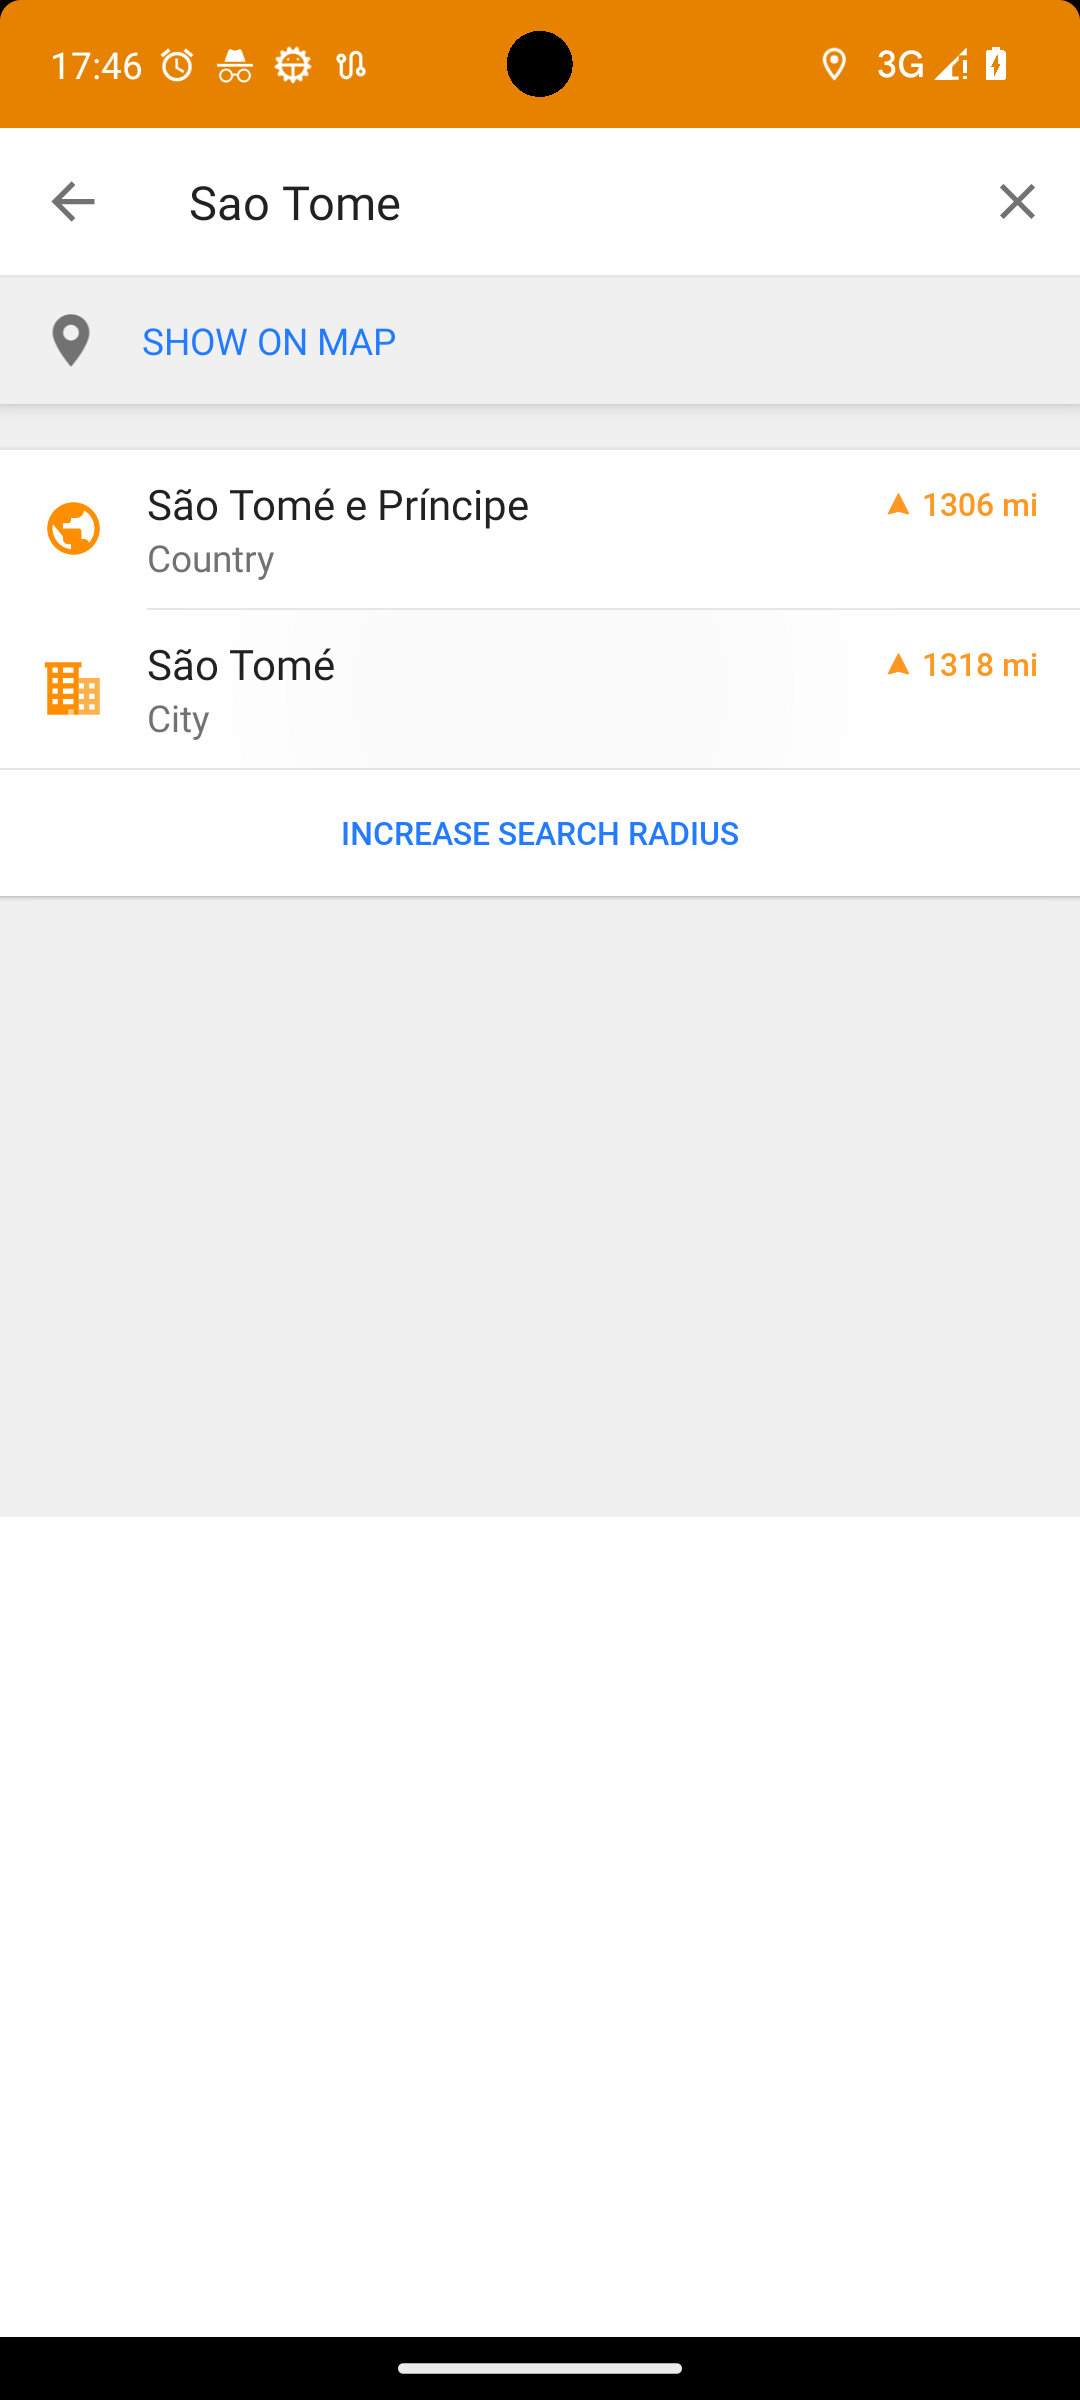 17:46
3G
Sao Tome
SHOW ON MAP
São Tomé e Príncipe
1306 mi
Country
São Tomé
1318 mi
City
INCREASE SEARCH RADIUS